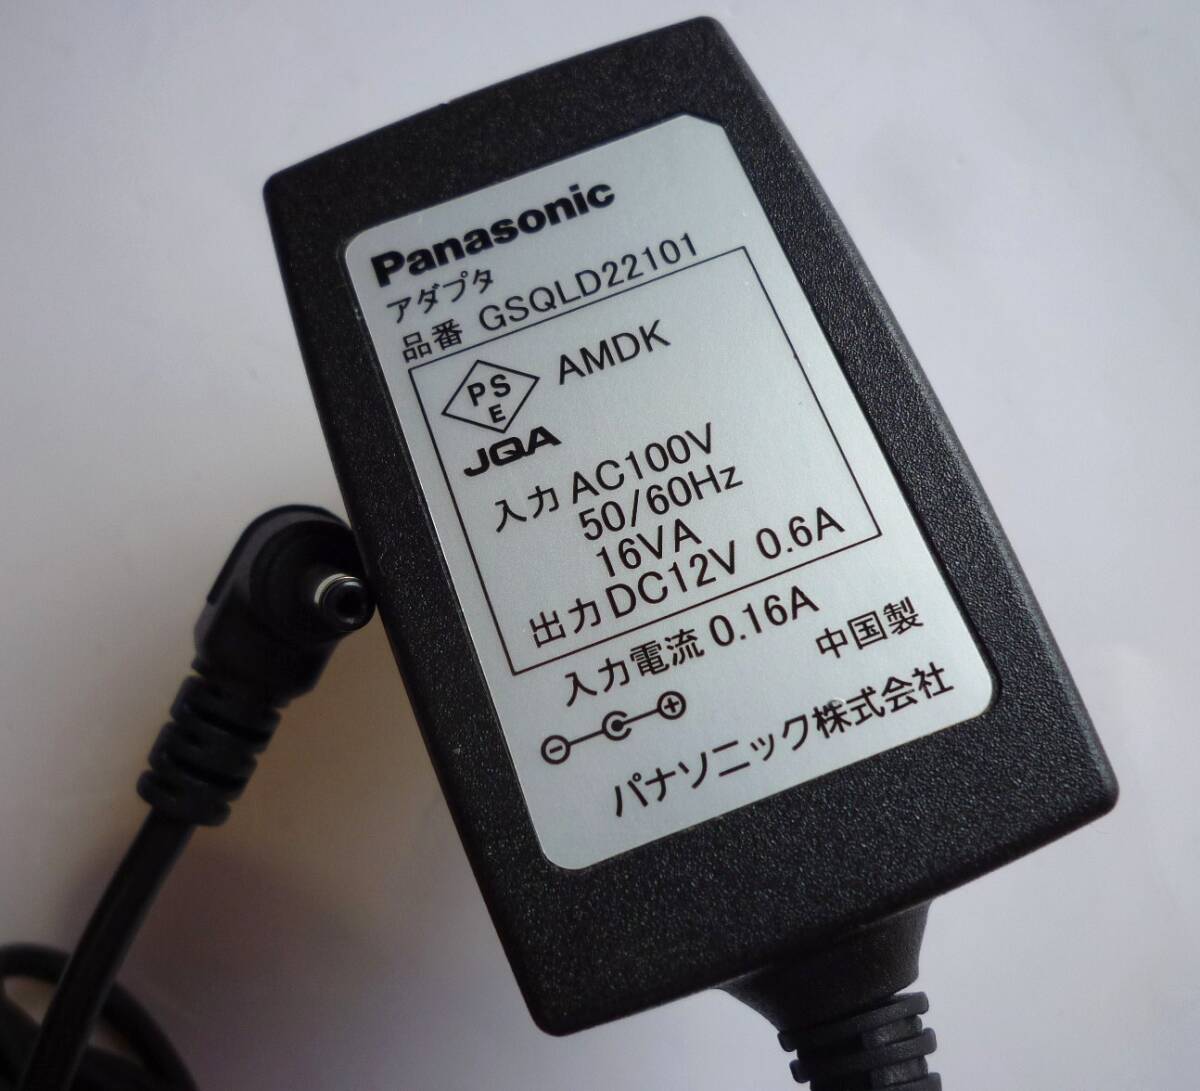 Panasonic
アダプタ
品番 GSQLD22101
PS
E
AMDK
JQA
入力 AC100V
50/60Hz
16VA
出力 DC12V 0.6A
入力電流 0.16A
中国製
パナソニック株式会社